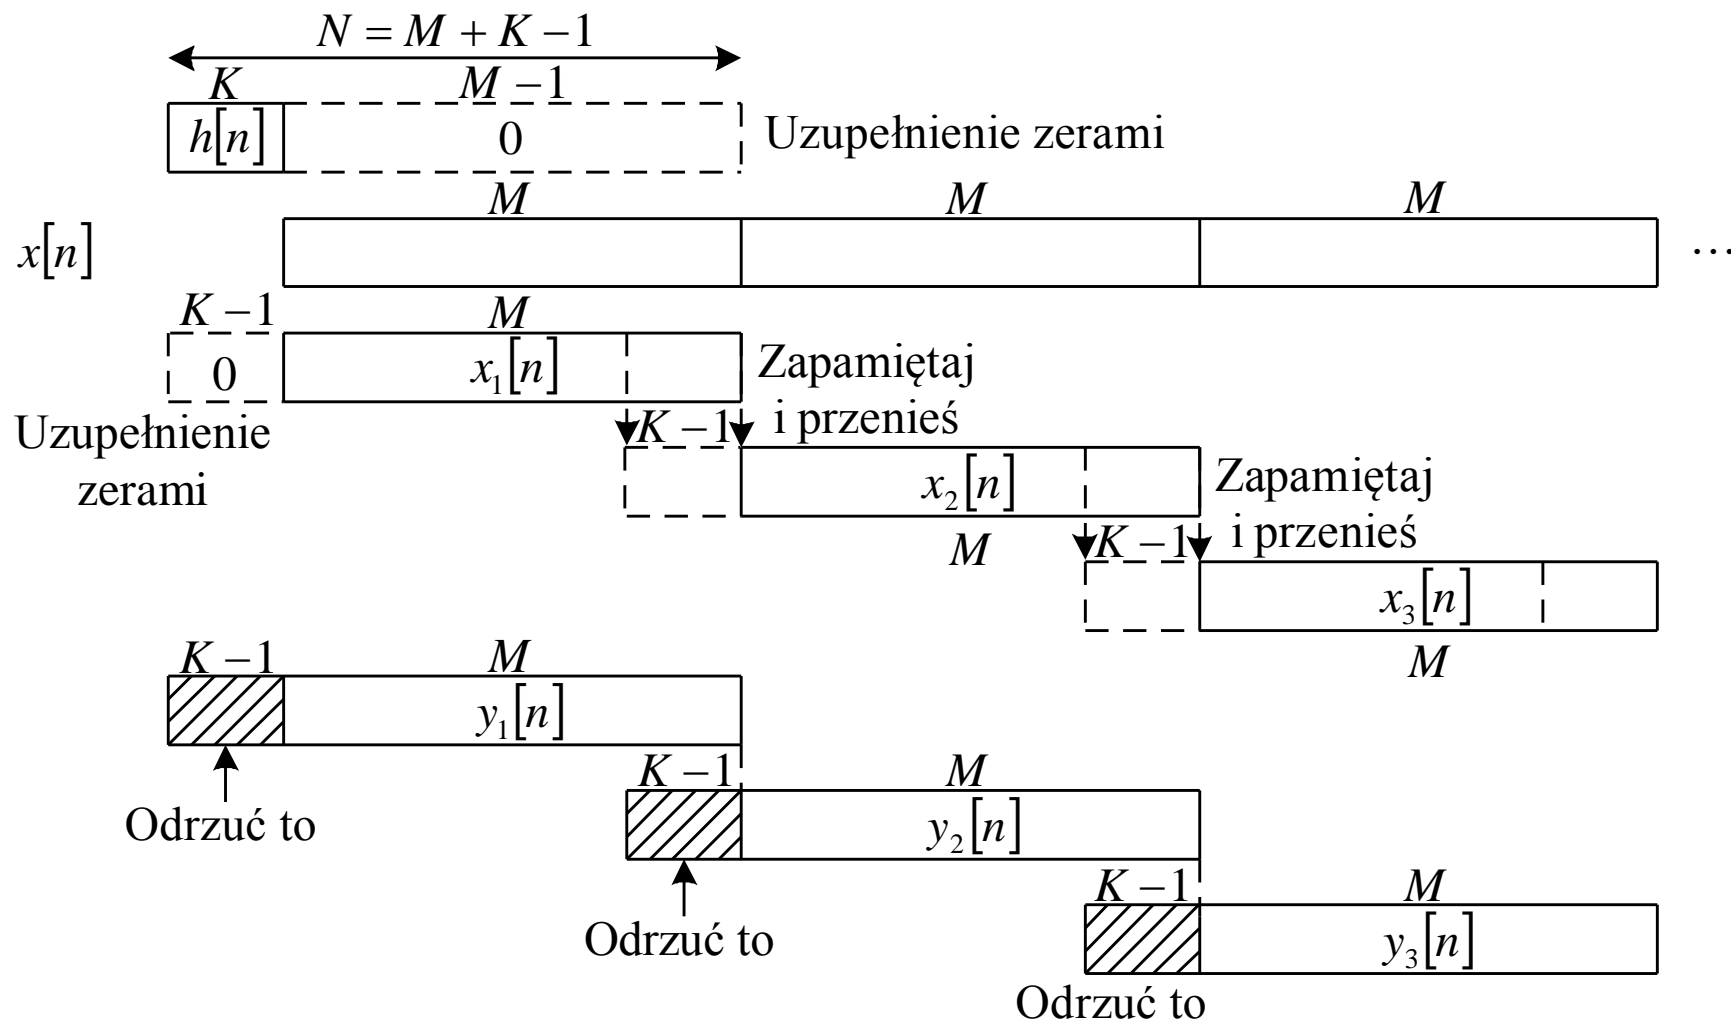 N = M + K − 1
K M − 1
h[n] 0 Uzupełnienie zerami
M M M
x[n] ...
K − 1 M
0 x₁[n] Zapamiętaj
i przenieś
Uzupełnienie
zerami
K − 1
x₂[n] Zapamiętaj
i przenieś
M K − 1
x₃[n]
M
K − 1 M
y₁[n]
K − 1 M
Odrzuć to
y₂[n]
K − 1 M
Odrzuć to
y₃[n]
Odrzuć to